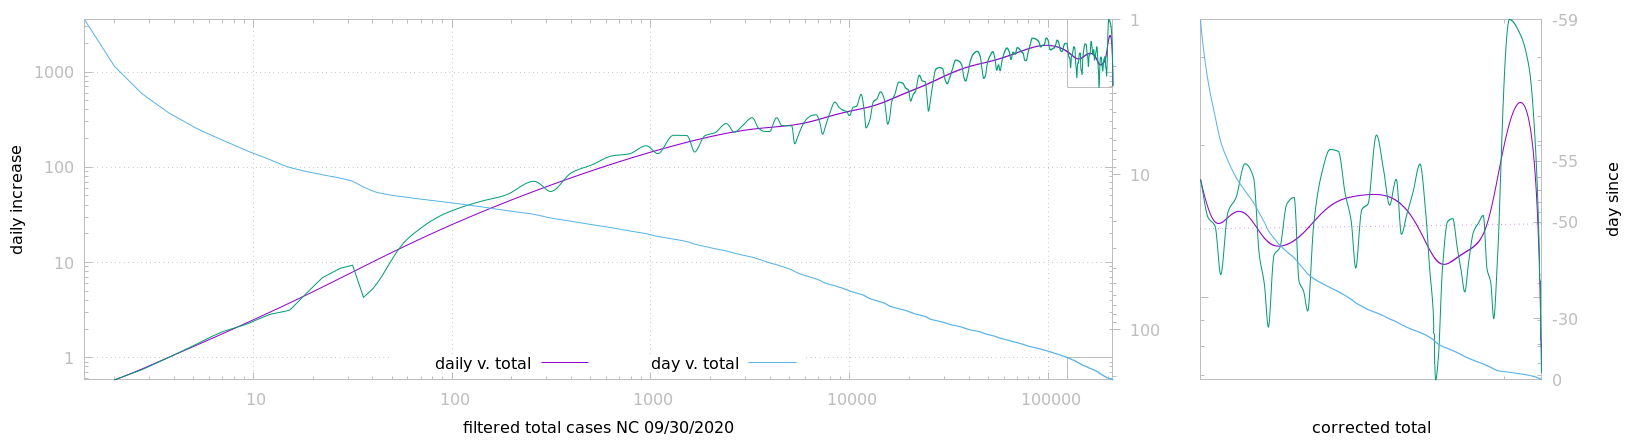 daily increase
1000
100
10
1
10
100
1000
10000
100000
1
10
100
daily v. total
day v. total
filtered total cases NC 09/30/2020
-59
-55
-50
-30
0
day since
corrected total